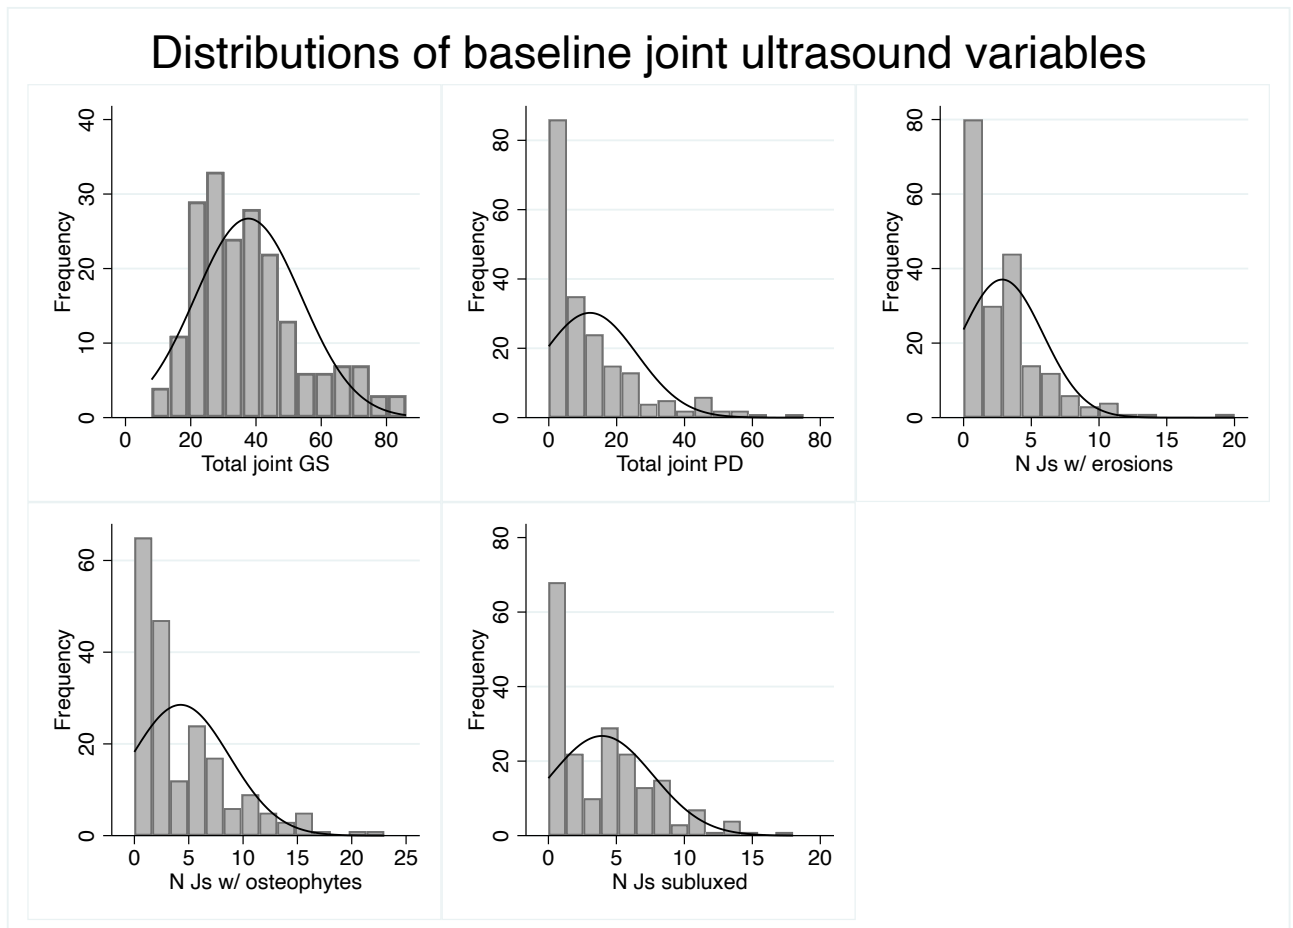 Distributions of baseline joint ultrasound variables
40
30
20
10
0
Frequency
0 20 40 60 80
Total joint GS
80
60
40
20
0
Frequency
0 20 40 60 80
Total joint PD
80
60
40
20
0
Frequency
0 5 10 15 20
N Js w/ erosions
60
40
20
0
Frequency
0 5 10 15 20 25
N Js w/ osteophytes
80
60
40
20
0
Frequency
0 5 10 15 20
N Js subluxed